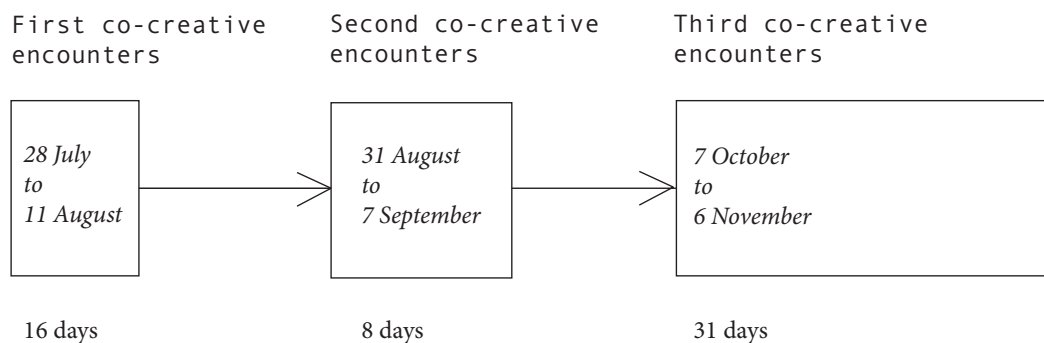 First co-creative
encounters
Second co-creative
encounters
Third co-creative
encounters
28 July
to
11 August
31 August
to
7 September
7 October
to
6 November
16 days
8 days
31 days